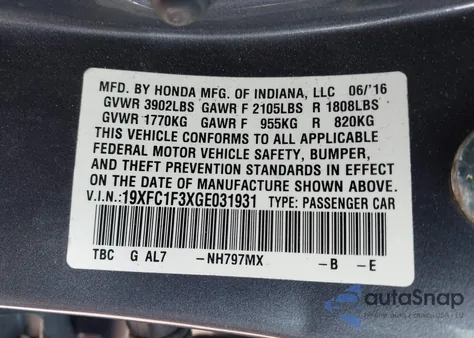 MFD. BY HONDA MFG. OF INDIANA, LLC 06/'16
GVWR 3902LBS GAWR F 2105LBS R 1808LBS
GVWR 1770KG GAWR F 955KG R 820KG
THIS VEHICLE CONFORMS TO ALL APPLICABLE
FEDERAL MOTOR VEHICLE SAFETY, BUMPER,
AND THEFT PREVENTION STANDARDS IN EFFECT
ON THE DATE OF MANUFACTURE SHOWN ABOVE.
V.I.N.:19XFC1F3XGE031931 TYPE: PASSENGER CAR
TBC G AL7 -NH797MX -B -E
autoSnap